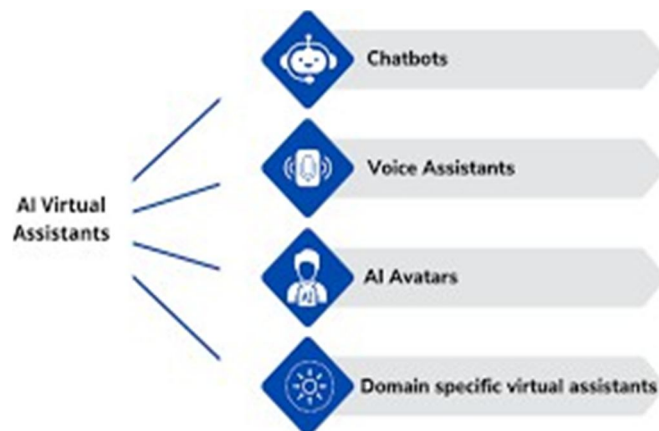 AI Virtual
Assistants
Chatbots
Voice Assistants
AI Avatars
Domain specific virtual assistants